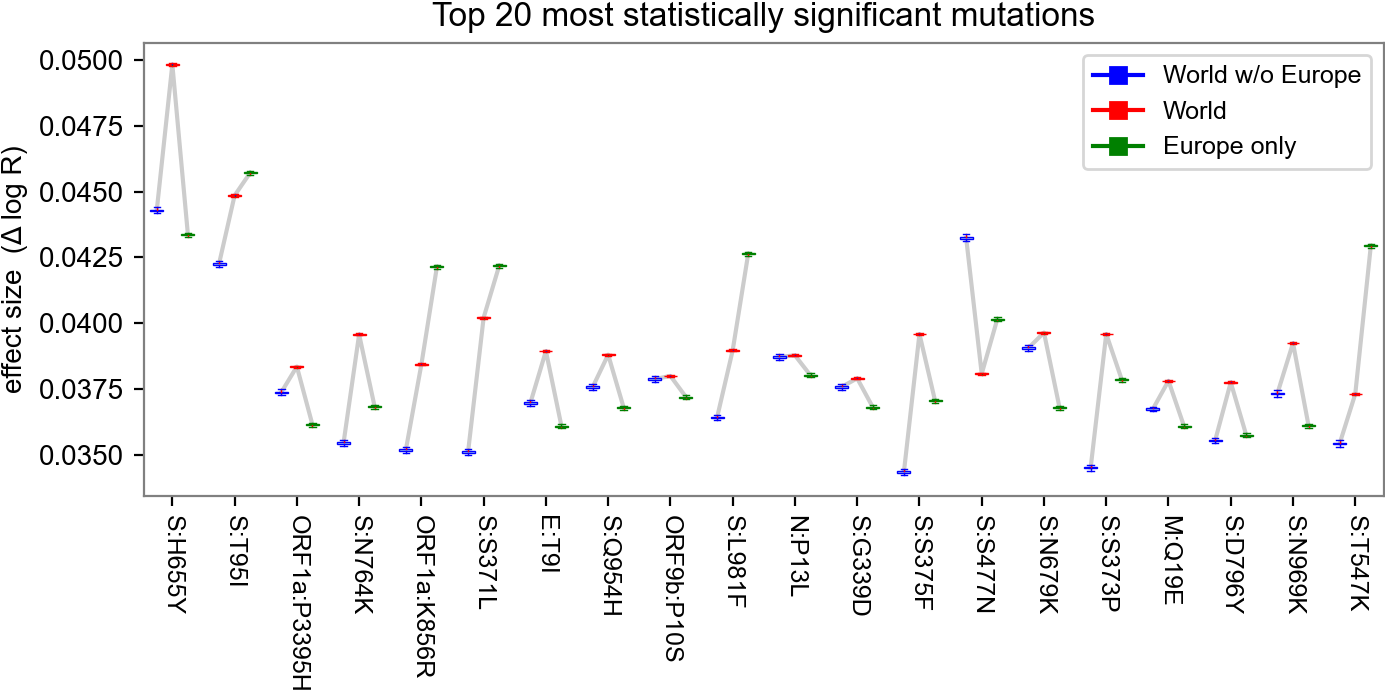 Top 20 most statistically significant mutations
effect size (Δ log R)
0.0500
0.0475
0.0450
0.0425
0.0400
0.0375
0.0350
World w/o Europe
World
Europe only
S:H655Y
S:T95I
ORF1a:P3395H
S:N764K
ORF1a:K856R
S:S371L
E:T9I
S:Q954H
ORF9b:P10S
S:L981F
N:P13L
S:G339D
S:S375F
S:S477N
S:N679K
S:S373P
M:Q19E
S:D796Y
S:N969K
S:T547K